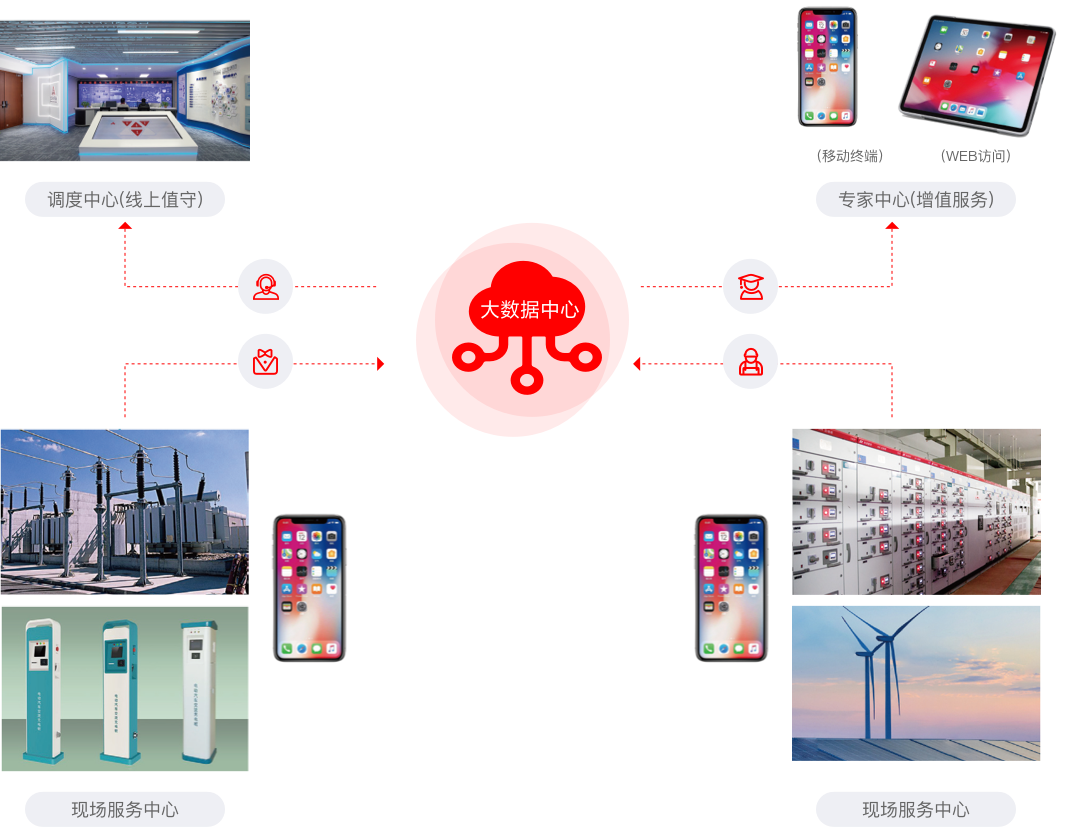 (移动终端)
(WEB访问)
调度中心(线上值守)
专家中心(增值服务)
大数据中心
现场服务中心
现场服务中心